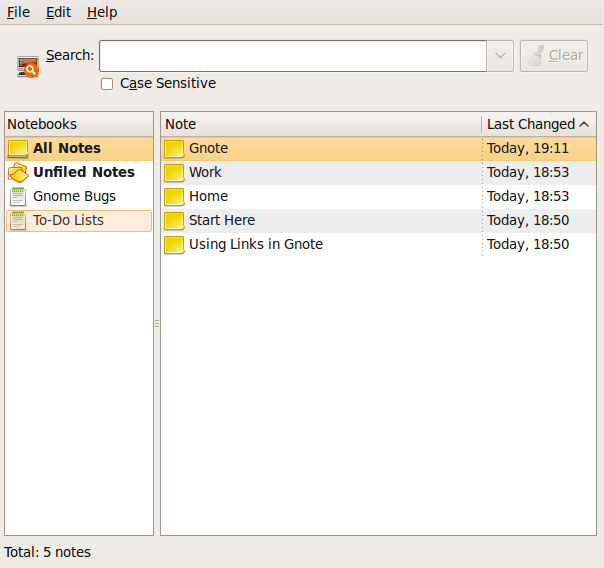 File Edit Help
Search: Clear
Case Sensitive
Notebooks Note Last Changed
All Notes Gnote Today, 19:11
Unfiled Notes Work Today, 18:53
Gnome Bugs Home Today, 18:53
To-Do Lists Start Here Today, 18:50
Using Links in Gnote Today, 18:50
Total: 5 notes